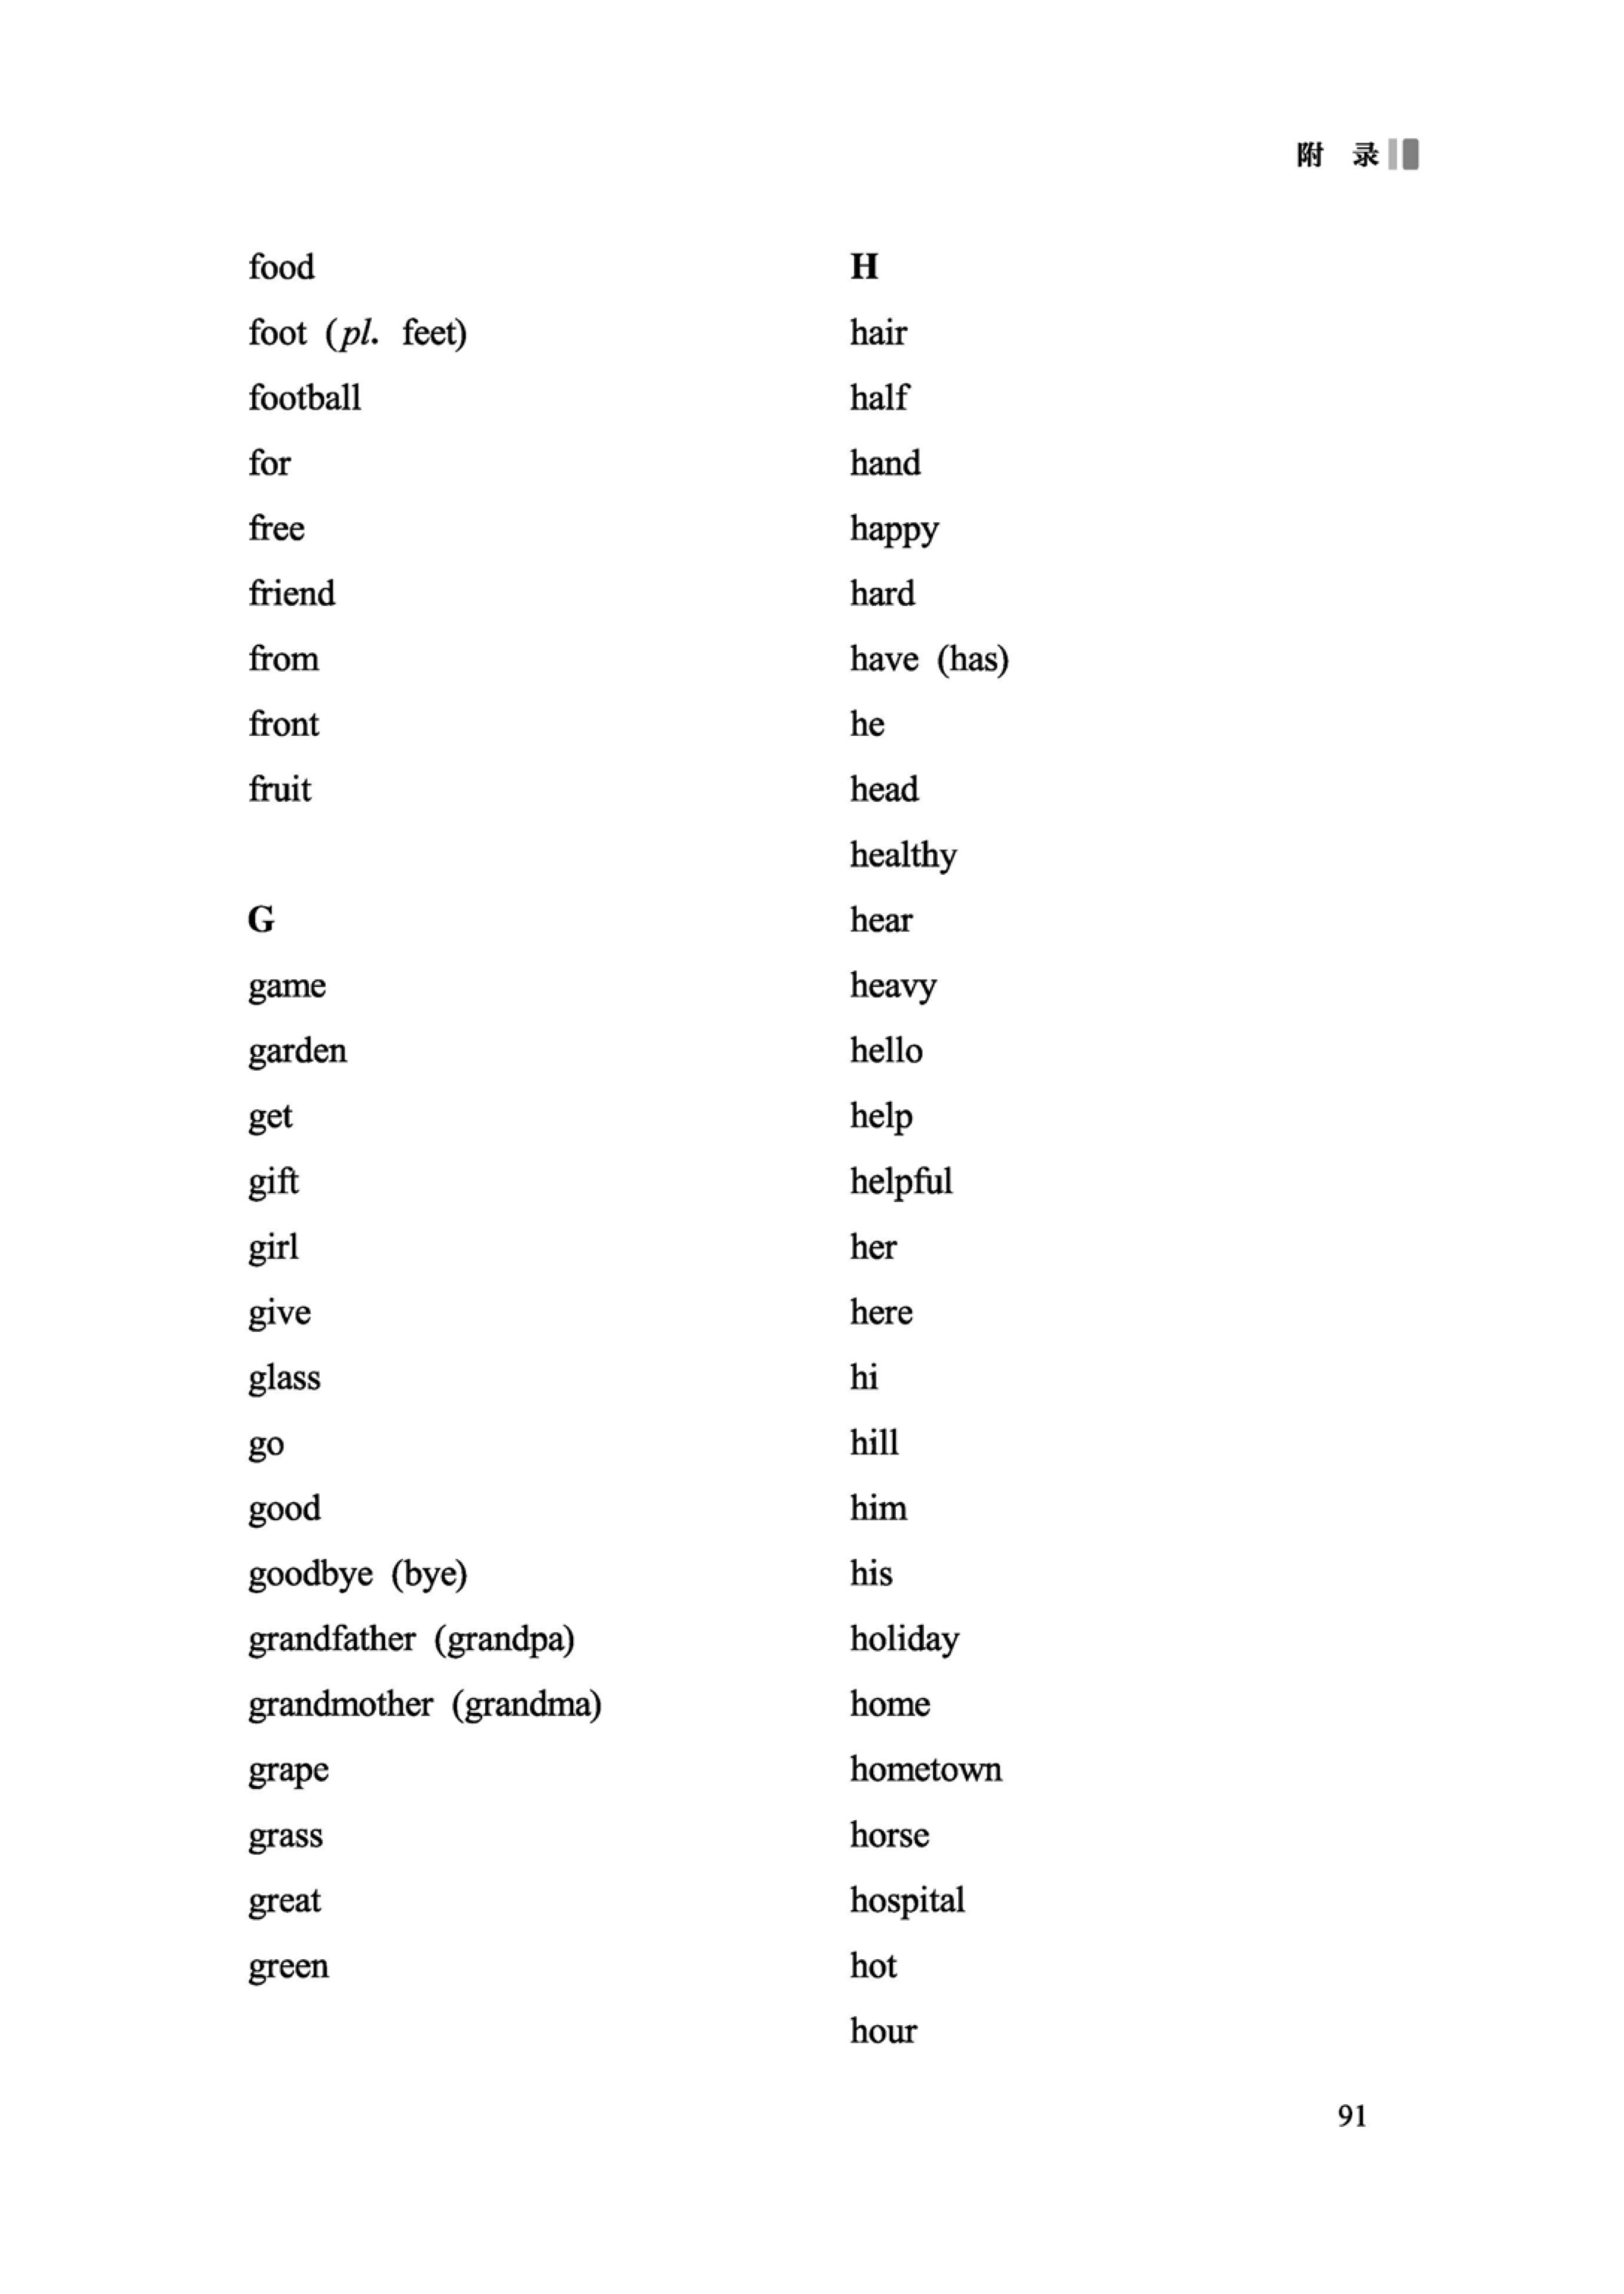 附 录
food
foot (pl. feet)
football
for
free
friend
from
front
fruit
G
game
garden
get
gift
girl
give
glass
go
good
goodbye (bye)
grandfather (grandpa)
grandmother (grandma)
grape
grass
great
green
H
hair
half
hand
happy
hard
have (has)
he
head
healthy
hear
heavy
hello
help
helpful
her
here
hi
hill
him
his
holiday
home
hometown
horse
hospital
hot
hour
91